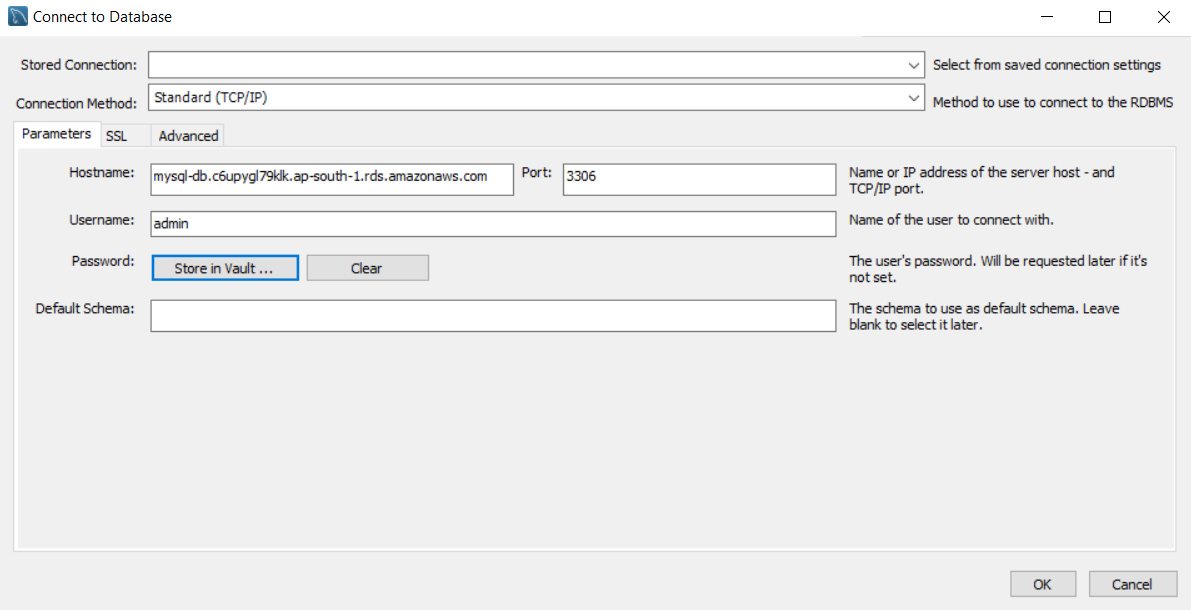 Connect to Database
Stored Connection: Select from saved connection settings
Connection Method: Standard (TCP/IP) Method to use to connect to the RDBMS
Parameters SSL Advanced
Hostname: mysql-db.c6upygl79klk.ap-south-1.rds.amazonaws.com Port: 3306 Name or IP address of the server host - and
TCP/IP port.
Username: admin Name of the user to connect with.
Password: Store in Vault ... Clear The user's password. Will be requested later if it's
not set.
Default Schema: The schema to use as default schema. Leave
blank to select it later.
OK Cancel